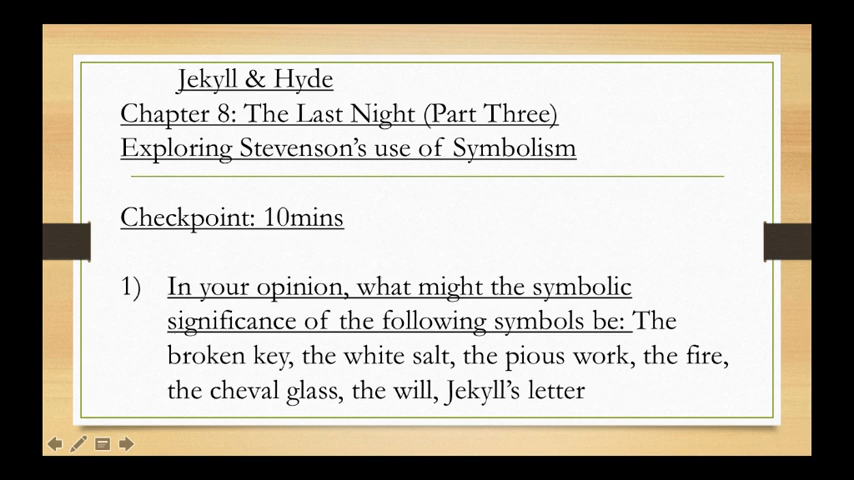 Jekyll & Hyde
Chapter 8: The Last Night (Part Three)
Exploring Stevenson's use of Symbolism
Checkpoint: 10mins
1) In your opinion, what might the symbolic
significance of the following symbols be: The
broken key, the white salt, the pious work, the fire,
the cheval glass, the will, Jekyll's letter